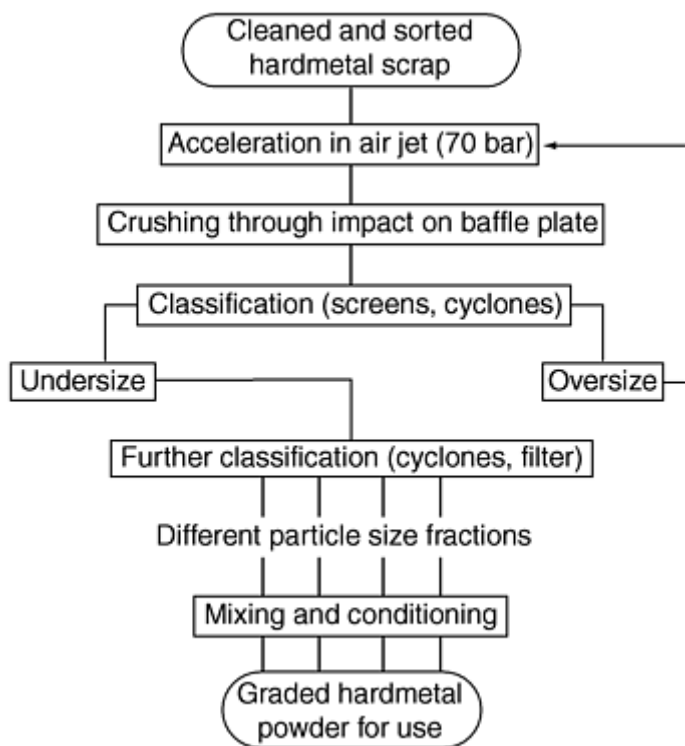 Cleaned and sorted
hardmetal scrap
Acceleration in air jet (70 bar)
Crushing through impact on baffle plate
Classification (screens, cyclones)
Undersize
Oversize
Further classification (cyclones, filter)
Different particle size fractions
Mixing and conditioning
Graded hardmetal
powder for use